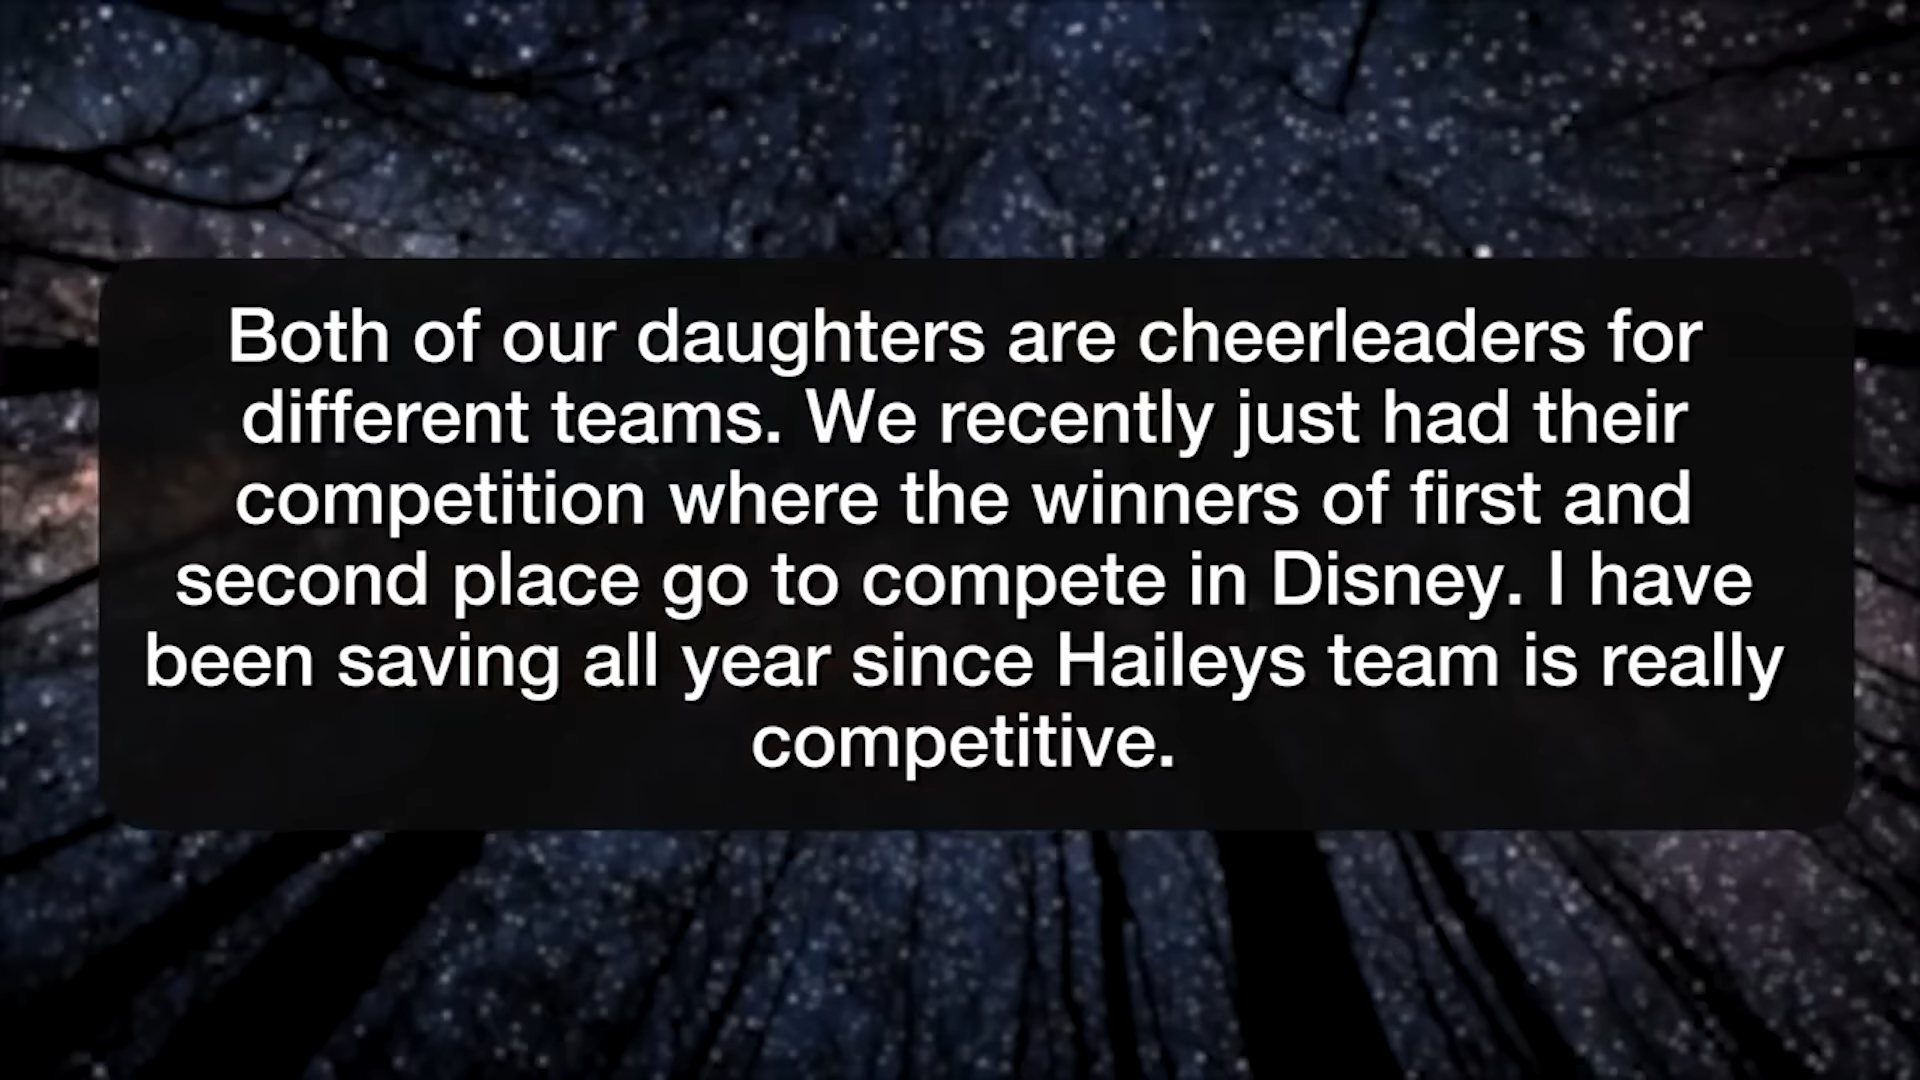 Both of our daughters are cheerleaders for
different teams. We recently just had their
competition where the winners of first and
second place go to compete in Disney. I have
been saving all year since Haileys team is really
competitive.